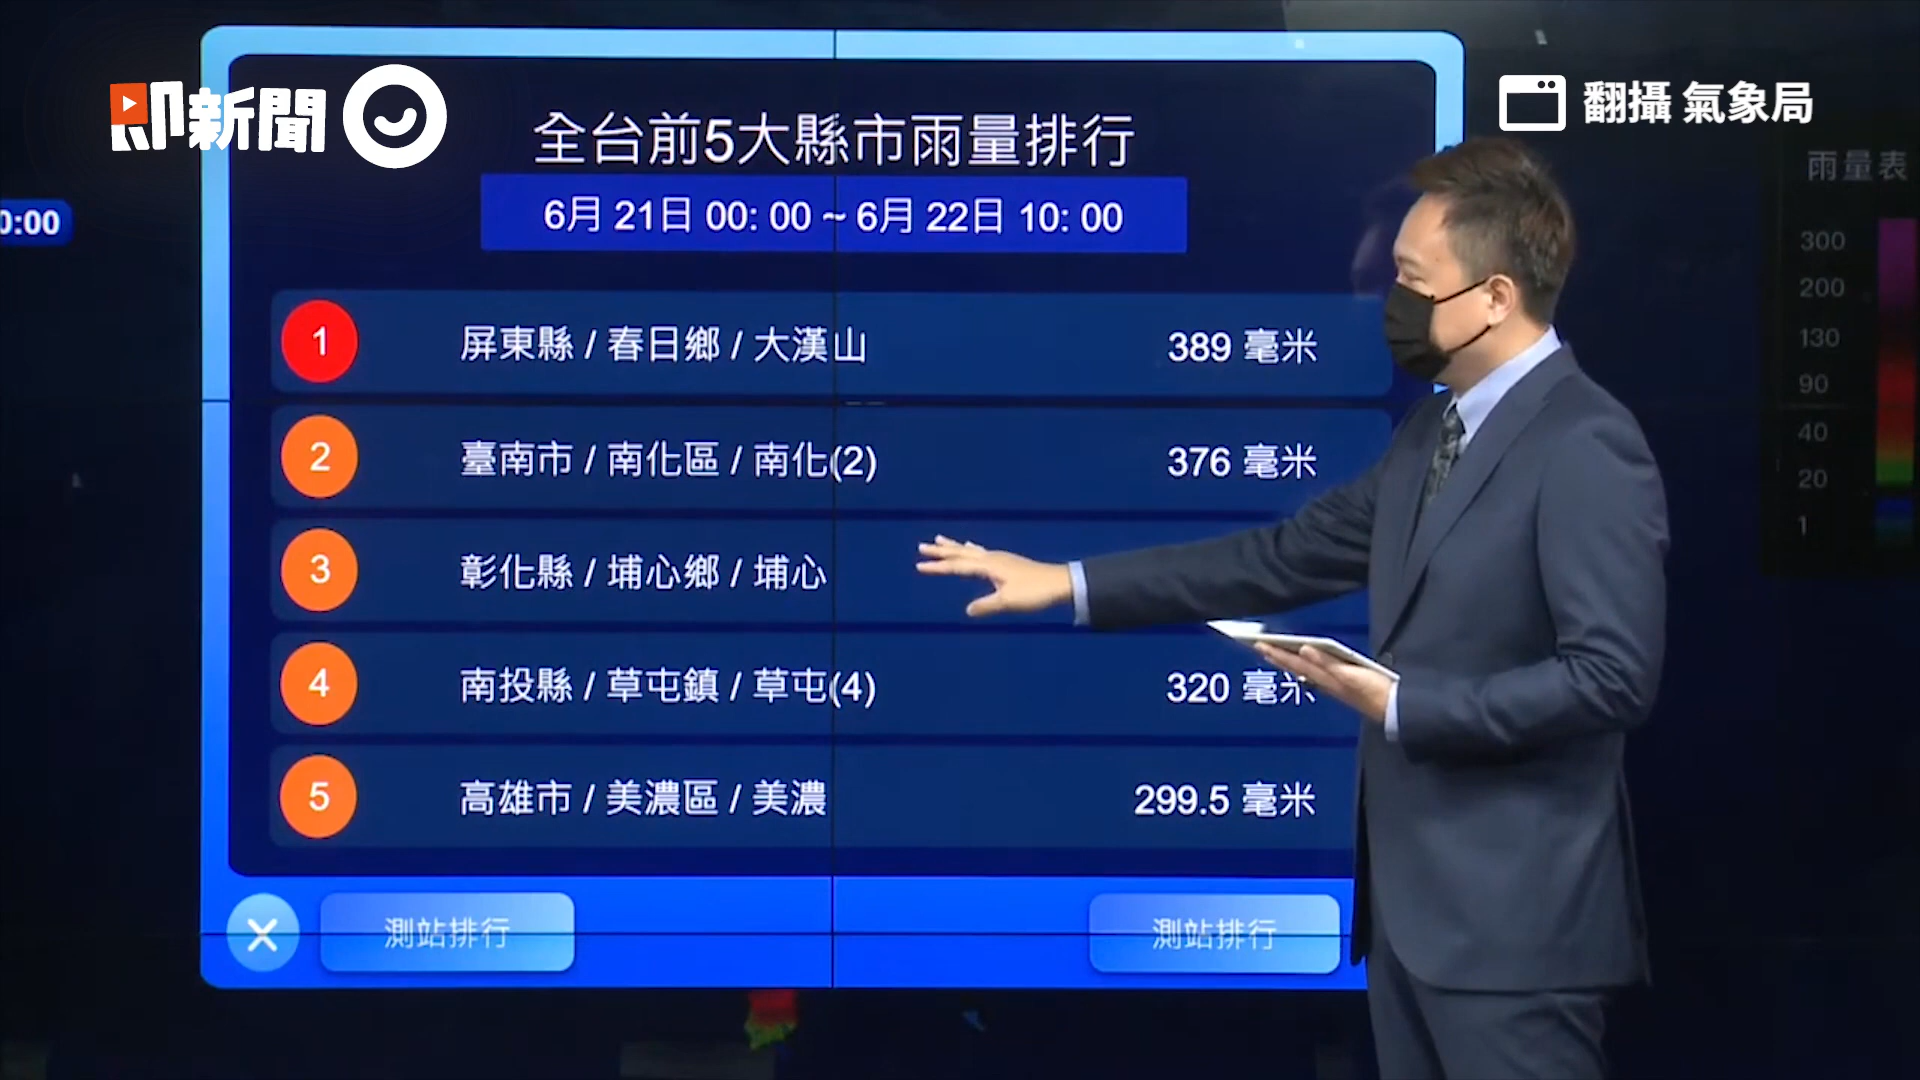 即新聞
翻攝 氣象局
全台前5大縣市雨量排行
0:00
6月 21日 00: 00 ~ 6月 22日 10: 00
1 屏東縣 / 春日鄉 / 大漢山 389 毫米
2 臺南市 / 南化區 / 南化(2) 376 毫米
3 彰化縣 / 埔心鄉 / 埔心
4 南投縣 / 草屯鎮 / 草屯(4) 320 毫米
5 高雄市 / 美濃區 / 美濃 299.5 毫米
測站排行
測站排行
雨量表
300
200
130
90
40
20
1